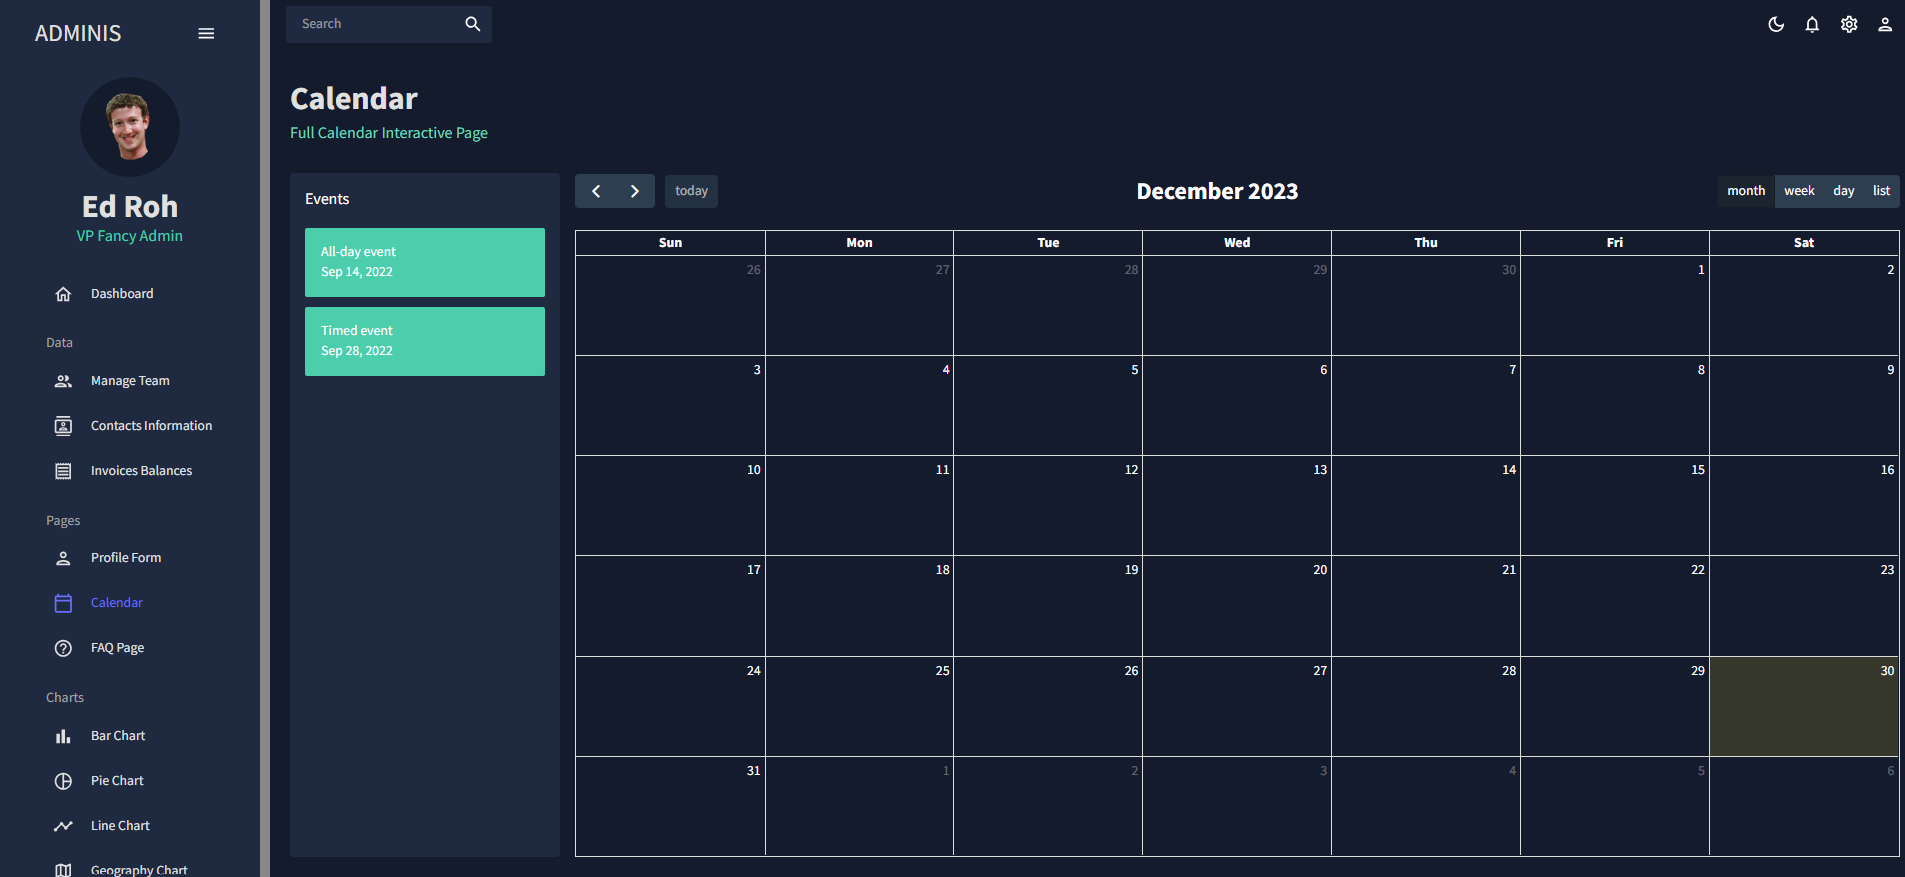 ADMINIS
Ed Roh
VP Fancy Admin
Dashboard
Data
Manage Team
Contacts Information
Invoices Balances
Pages
Profile Form
Calendar
FAQ Page
Charts
Bar Chart
Pie Chart
Line Chart
Geography Chart
Search
Calendar
Full Calendar Interactive Page
Events
All-day event
Sep 14, 2022
Timed event
Sep 28, 2022
today
December 2023
month week day list
Sun Mon Tue Wed Thu Fri Sat
26 27 28 29 30 1 2
3 4 5 6 7 8 9
10 11 12 13 14 15 16
17 18 19 20 21 22 23
24 25 26 27 28 29 30
31 1 2 3 4 5 6